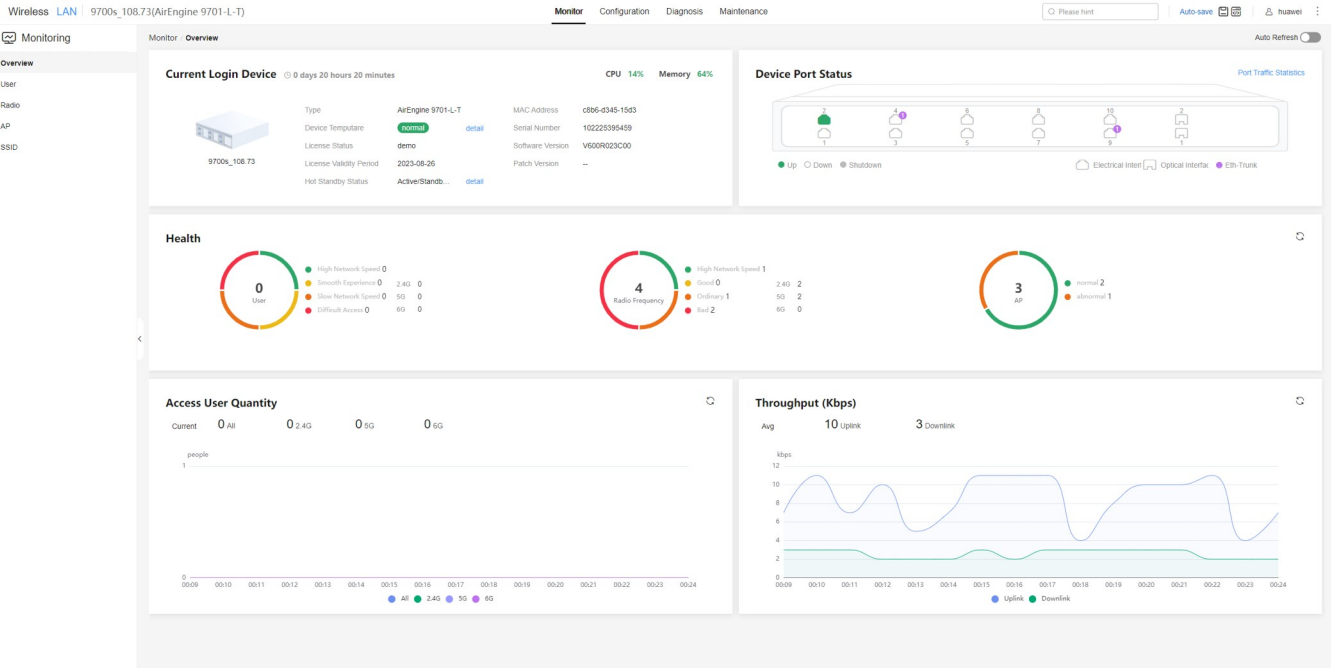 Wireless LAN 9700s_108.73(AirEngine 9701-L-T) Monitor Configuration Diagnosis Maintenance Please hint Auto-save huawei
Monitoring
Monitor / Overview Auto Refresh
Overview
User
Radio
AP
SSID
Current Login Device 0 days 20 hours 20 minutes CPU 14% Memory 64%
9700s_108.73
Type AirEngine 9701-L-T MAC Address c8b6-d345-15d3
Device Temputare normal detail Serial Number 102225395459
License Status demo Software Version V600R023C00
License Validity Period 2023-08-26 Patch Version --
Hot Standby Status Active/Standb... detail
Device Port Status Port Traffic Statistics
2 4 6 8 10 2
1 1
1 3 5 7 9 1
Up Down Shutdown Electrical Interf Optical Interfac Eth-Trunk
Health
0
User
High Network Speed 0
Smooth Experience 0
Slow Network Speed 0
Difficult Access 0
2.4G 0
5G 0
6G 0
4
Radio Frequency
High Network Speed 1
Good 0
Ordinary 1
Bad 2
2.4G 2
5G 2
6G 0
3
AP
normal 2
abnormal 1
Access User Quantity
Current 0 All 0 2.4G 0 5G 0 6G
people
1
0
00:09 00:10 00:11 00:12 00:13 00:14 00:15 00:16 00:17 00:18 00:19 00:20 00:21 00:22 00:23 00:24
All 2.4G 5G 6G
Throughput (Kbps)
Avg 10 Uplink 3 Downlink
kbps
12
10
8
6
4
2
0
00:09 00:10 00:11 00:12 00:13 00:14 00:15 00:16 00:17 00:18 00:19 00:20 00:21 00:22 00:23 00:24
Uplink Downlink